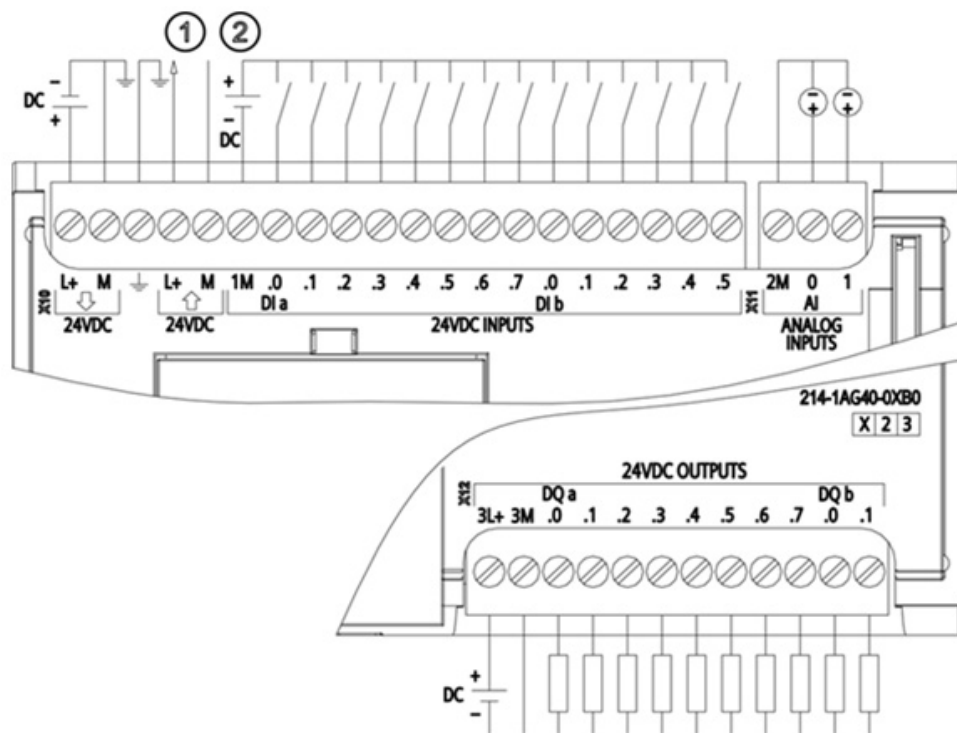 ① ②
− +
DC
+ − DC
− −
+ +
L+ M L+ M 1M .0 .1 .2 .3 .4 .5 .6 .7 .0 .1 .2 .3 .4 .5 2M 0 1
X10 DI a DI b X11 AI
24VDC 24VDC 24VDC INPUTS ANALOG
INPUTS
214-1AG40-0XB0
X 2 3
24VDC OUTPUTS
X12 DQ a DQ b
3L+ 3M .0 .1 .2 .3 .4 .5 .6 .7 .0 .1
+
DC
−